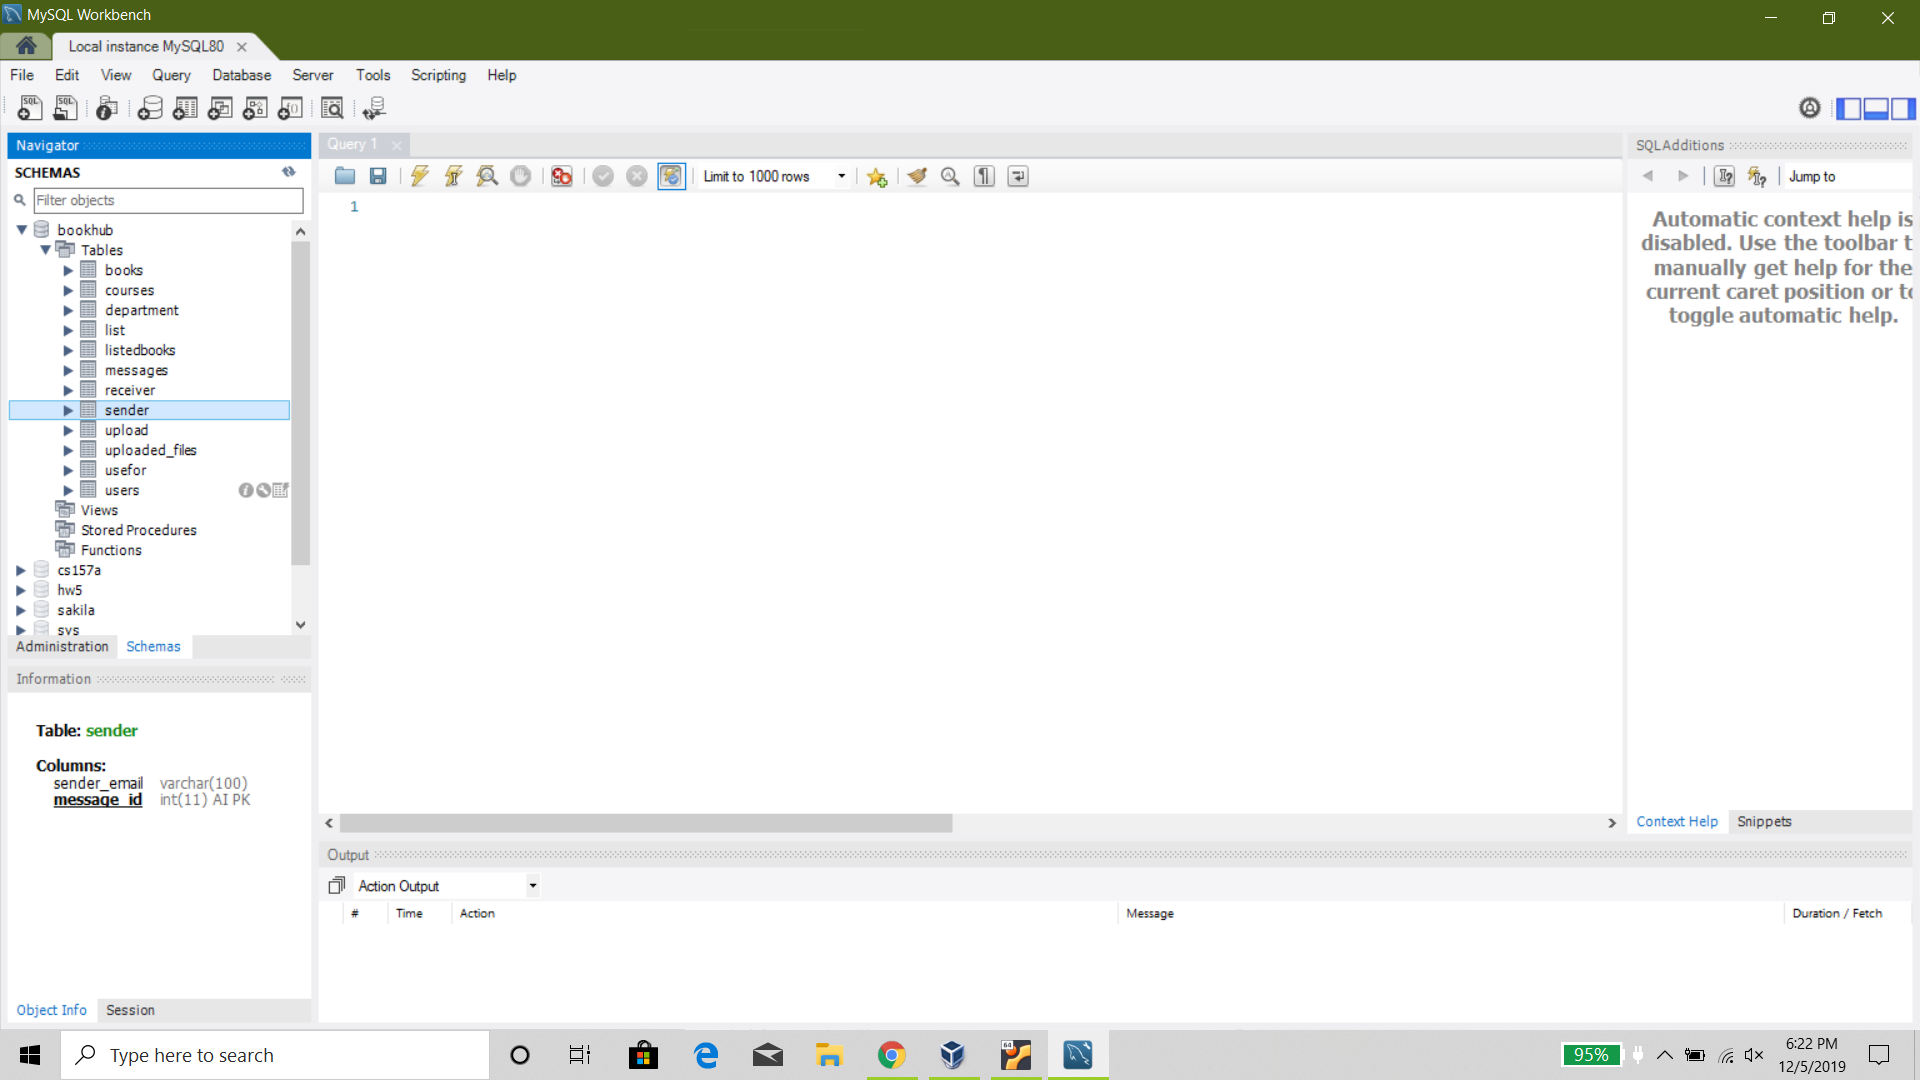 MySQL Workbench
Local instance MySQL80
File Edit View Query Database Server Tools Scripting Help
Navigator
SCHEMAS
Filter objects
bookhub
Tables
books
courses
department
list
listedbooks
messages
receiver
sender
upload
uploaded_files
usefor
users
Views
Stored Procedures
Functions
cs157a
hw5
sakila
sys
Administration Schemas
Information
Table: sender
Columns:
sender_email varchar(100)
message_id int(11) AI PK
Object Info Session
Query 1
Limit to 1000 rows
1
SQLAdditions
Jump to
Automatic context help is
disabled. Use the toolbar t
manually get help for the
current caret position or to
toggle automatic help.
Context Help Snippets
Output
Action Output
# Time Action Message Duration / Fetch
Type here to search
64
95%
6:22 PM
12/5/2019